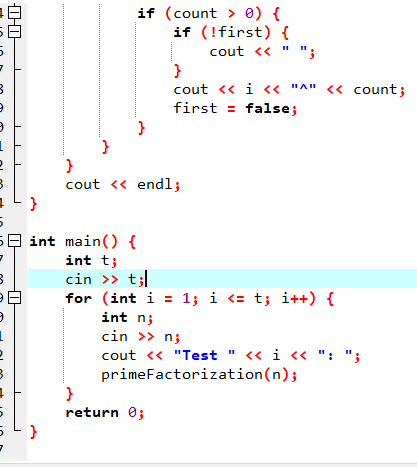 if (count > 0) {
if (!first) {
cout << " ";
}
cout << i << "^" << count;
first = false;
}
}
}
cout << endl;
}
int main() {
int t;
cin >> t;
for (int i = 1; i <= t; i++) {
int n;
cin >> n;
cout << "Test " << i << ": ";
primeFactorization(n);
}
return 0;
}